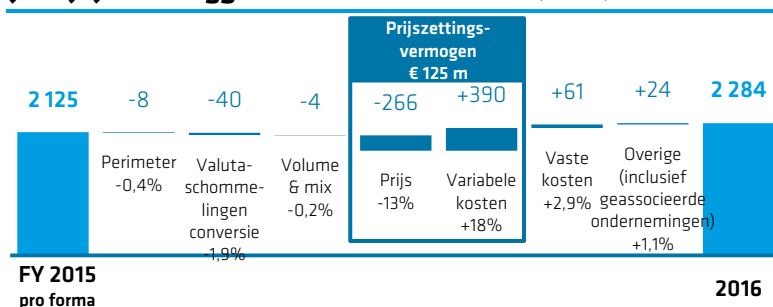 Prijszettings-
vermogen
€ 125 m
2 125
-8
-40
-4
-266
+390
+61
+24
2 284
Perimeter
-0,4%
Valuta-
schomme-
lingen
conversie
-1,9%
Volume
& mix
-0,2%
Prijs
-13%
Variabele
kosten
+18%
Vaste
kosten
+2,9%
Overige
(inclusief
geassocieerde
ondernemingen)
+1,1%
FY 2015
pro forma
2016